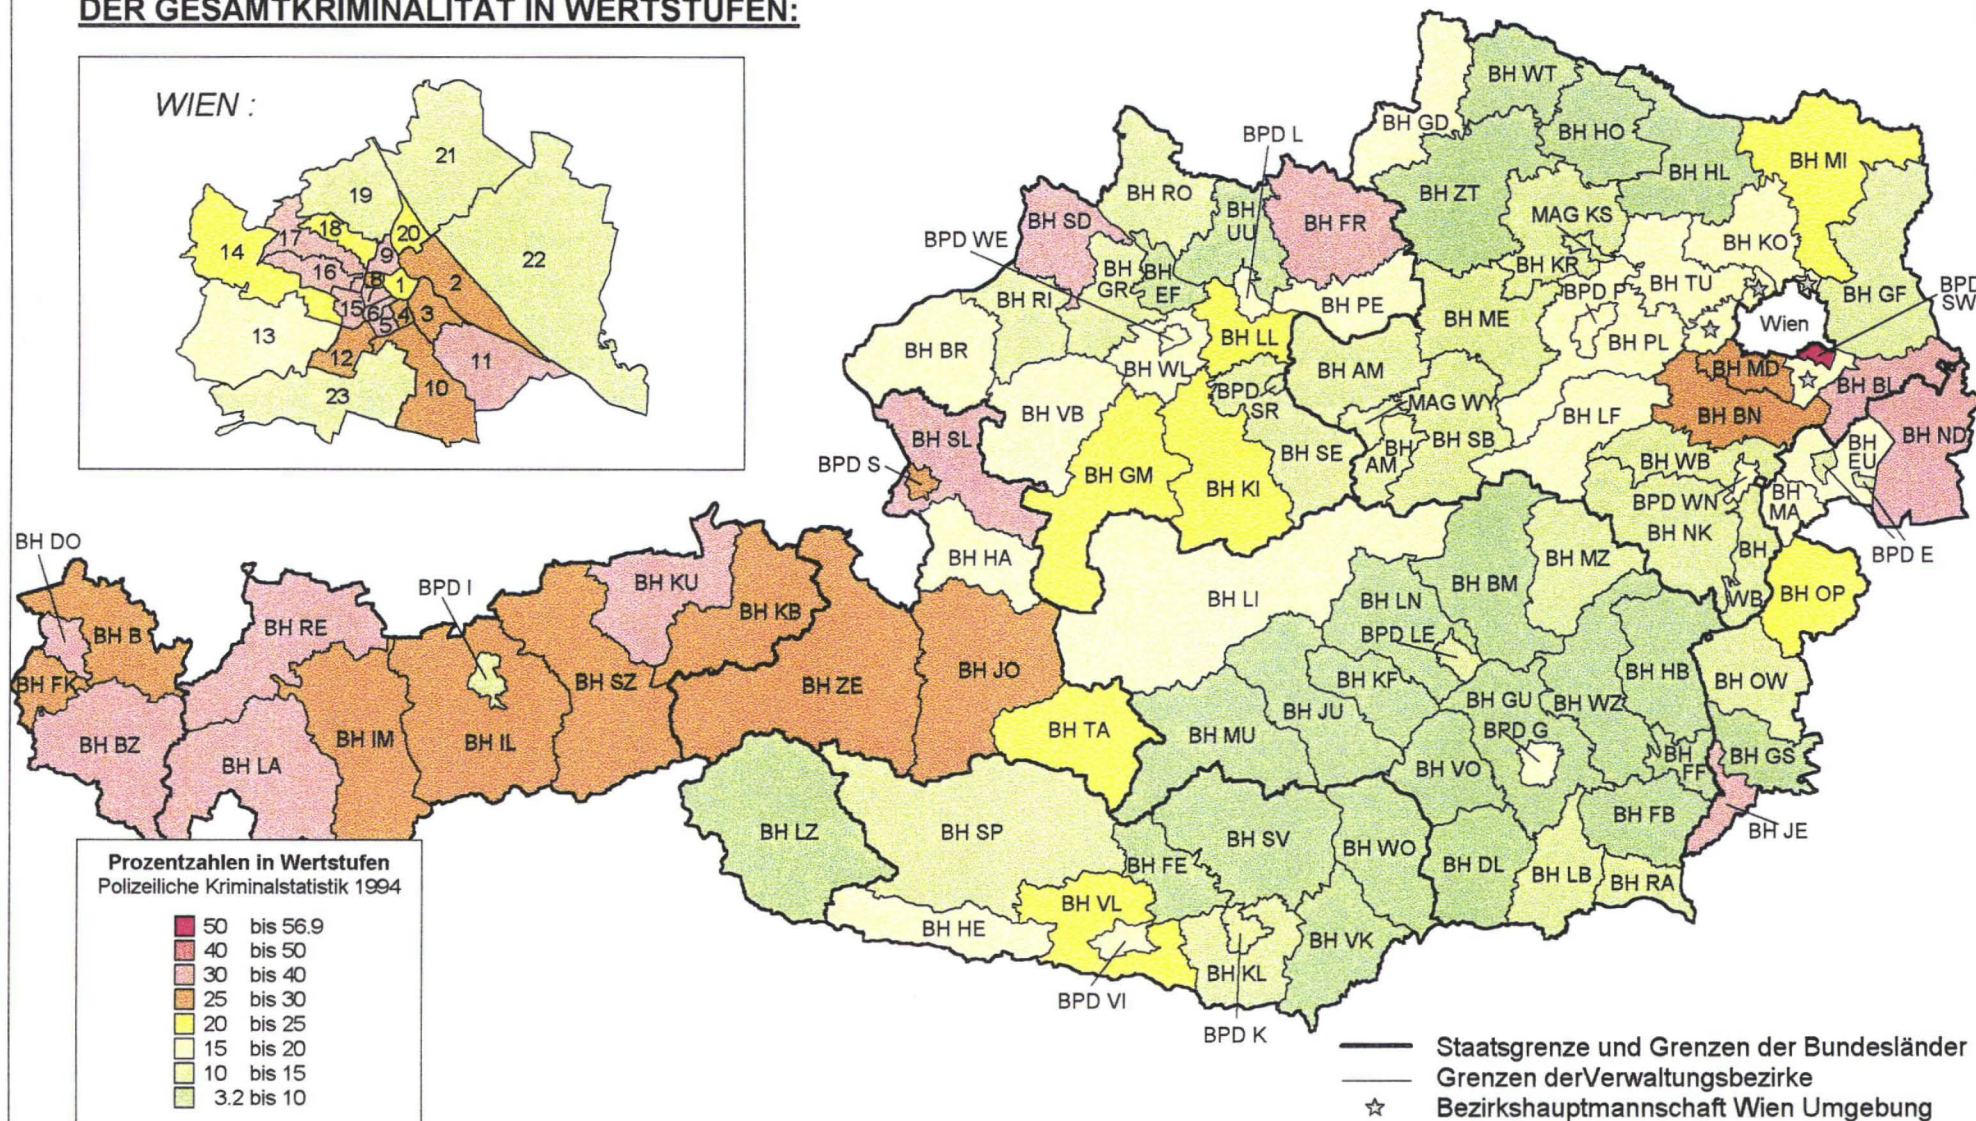 DER GESAMTKRIMINALITÄT IN WERTSTUFEN:
WIEN :
21
19
20
18
17
14
9
16
8
1
2
22
7
15
6
4
3
5
13
12
11
10
23
BH WT
BH GD
BH HO
BPD L
BH MI
BH HL
BH ZT
BH RO
BH
UU
BH FR
BH SD
MAG KS
BPD WE
BH KO
BH
GR
BH
EF
BH KR
BH TU
BPD P
BH GF
BPD
SW
BH RI
BH PE
BH ME
Wien
BH LL
BH PL
BH BR
BH WL
BH AM
BH MD
BH BL
BPD
SR
MAG WY
BH VB
BH LF
BH BN
BH SL
BH SB
BH ND
BH
EU
BPD S
BH SE
BH
AM
BH WB
BH GM
BH KI
BPD WN
BH
MA
BH NK
BPD E
BH DO
BH
WB
BH HA
BH MZ
BH KU
BPD I
BH BM
BH LI
BH LN
BH OP
BH KB
BH RE
BH B
BPD LE
BH HB
BH JO
BH KF
BH OW
BH FK
BH SZ
BH ZE
BH GU
BH WZ
BH JU
BH TA
BH MU
BPD G
BH BZ
BH IM
BH IL
BH LA
BH VO
BH
FF
BH GS
BH LZ
BH SP
BH SV
BH WO
BH FB
BH JE
BH FE
BH DL
BH LB
BH RA
BH VL
BH HE
BH VK
BH KL
BPD VI
BPD K
Prozentzahlen in Wertstufen
Polizeiliche Kriminalstatistik 1994
50 bis 56.9
40 bis 50
30 bis 40
25 bis 30
20 bis 25
15 bis 20
10 bis 15
3.2 bis 10
Staatsgrenze und Grenzen der Bundesländer
Grenzen derVerwaltungsbezirke
Bezirkshauptmannschaft Wien Umgebung